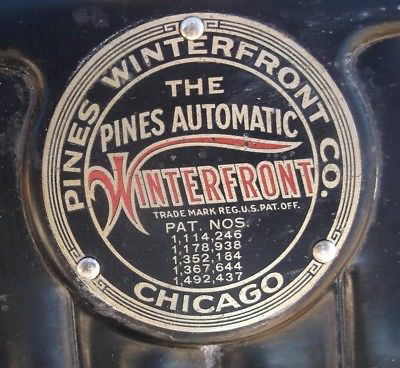 PINES WINTERFRONT CO.
THE
PINES AUTOMATIC
WINTERFRONT
TRADE MARK REG. U.S. PAT. OFF.
PAT. NOS.
1,114,246
1,178,938
1,352,184
1,367,644
1,492,437
CHICAGO